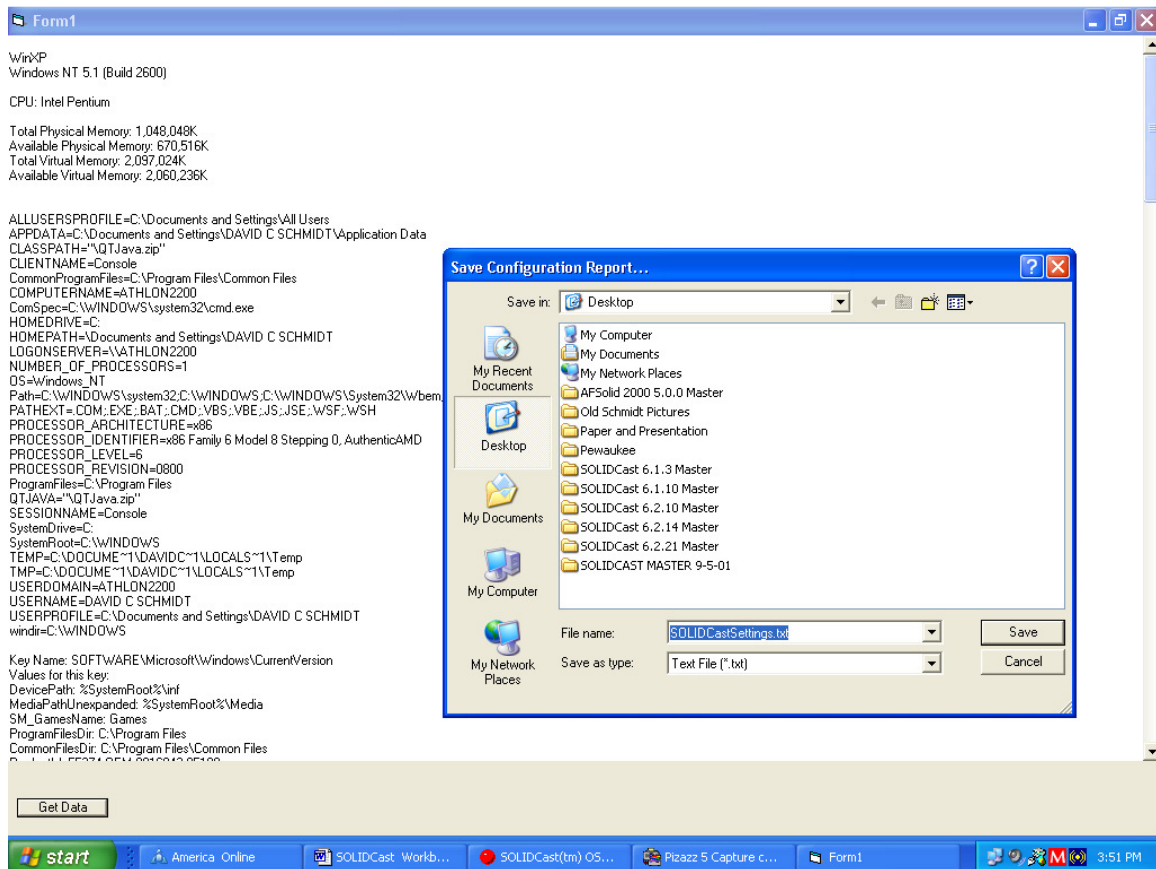 Form1
WinXP
Windows NT 5.1 (Build 2600)
CPU: Intel Pentium
Total Physical Memory: 1,048,048K
Available Physical Memory: 670,516K
Total Virtual Memory: 2,097,024K
Available Virtual Memory: 2,060,236K
ALLUSERSPROFILE=C:\Documents and Settings\All Users
APPDATA=C:\Documents and Settings\DAVID C SCHMIDT\Application Data
CLASSPATH="\QTJava.zip"
CLIENTNAME=Console
CommonProgramFiles=C:\Program Files\Common Files
COMPUTERNAME=ATHLON2200
ComSpec=C:\WINDOWS\system32\cmd.exe
HOMEDRIVE=C:
HOMEPATH=\Documents and Settings\DAVID C SCHMIDT
LOGONSERVER=\\ATHLON2200
NUMBER_OF_PROCESSORS=1
OS=Windows_NT
Path=C:\WINDOWS\system32;C:\WINDOWS;C:\WINDOWS\System32\Wbem
PATHEXT=.COM;.EXE;.BAT;.CMD;.VBS;.VBE;.JS;.JSE;.WSF;.WSH
PROCESSOR_ARCHITECTURE=x86
PROCESSOR_IDENTIFIER=x86 Family 6 Model 8 Stepping 0, AuthenticAMD
PROCESSOR_LEVEL=6
PROCESSOR_REVISION=0800
ProgramFiles=C:\Program Files
QTJAVA="\QTJava.zip"
SESSIONNAME=Console
SystemDrive=C:
SystemRoot=C:\WINDOWS
TEMP=C:\DOCUME~1\DAVIDC~1\LOCALS~1\Temp
TMP=C:\DOCUME~1\DAVIDC~1\LOCALS~1\Temp
USERDOMAIN=ATHLON2200
USERNAME=DAVID C SCHMIDT
USERPROFILE=C:\Documents and Settings\DAVID C SCHMIDT
windir=C:\WINDOWS
Key Name: SOFTWARE\Microsoft\Windows\CurrentVersion
Values for this key:
DevicePath: %SystemRoot%\inf
MediaPathUnexpanded: %SystemRoot%\Media
SM_GamesName: Games
ProgramFilesDir: C:\Program Files
CommonFilesDir: C:\Program Files\Common Files
Get Data
Save Configuration Report...
Save in: Desktop
My Recent Documents
Desktop
My Documents
My Computer
My Network Places
My Computer
My Documents
My Network Places
AFSolid 2000 5.0.0 Master
Old Schmidt Pictures
Paper and Presentation
Pewaukee
SOLIDCast 6.1.3 Master
SOLIDCast 6.1.10 Master
SOLIDCast 6.2.10 Master
SOLIDCast 6.2.14 Master
SOLIDCast 6.2.21 Master
SOLIDCAST MASTER 9-5-01
File name: SOLIDCastSettings.txt Save
Save as type: Text File (*.txt) Cancel
start America Online SOLIDCast Workb... SOLIDCast(tm) OS... Pizazz 5 Capture c... Form1 M 3:51 PM